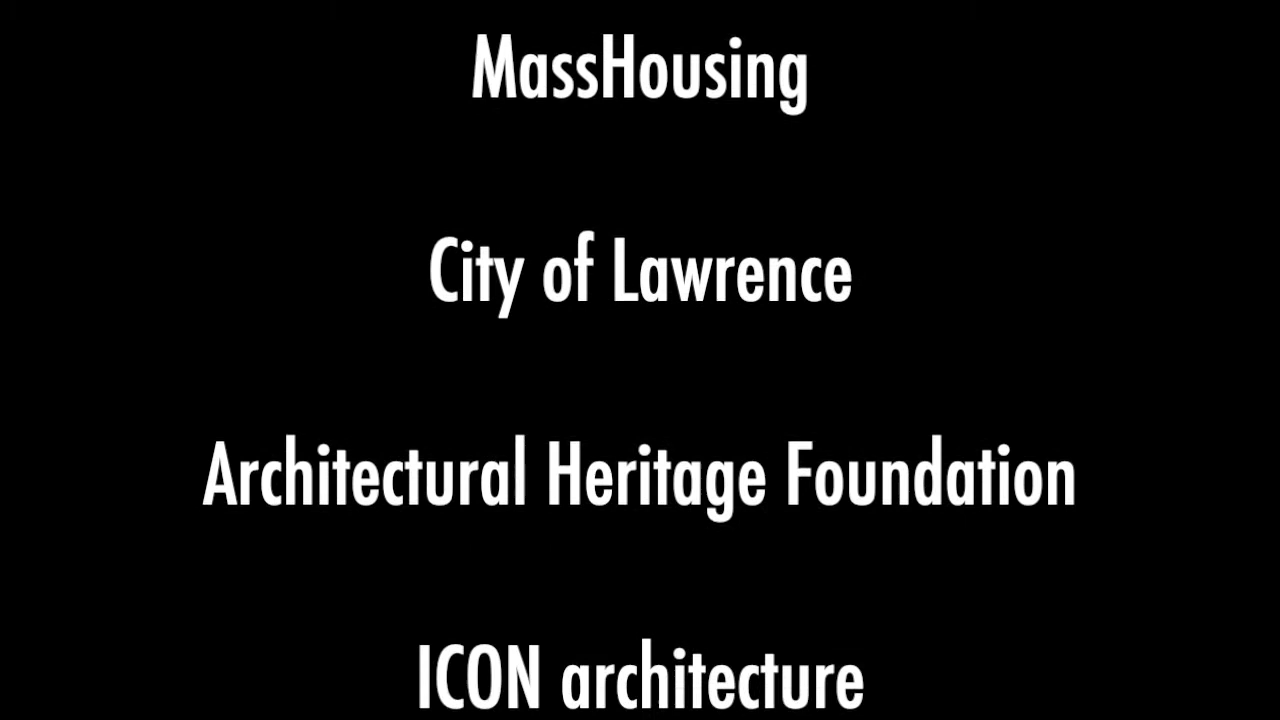 MassHousing
City of Lawrence
Architectural Heritage Foundation
ICON architecture